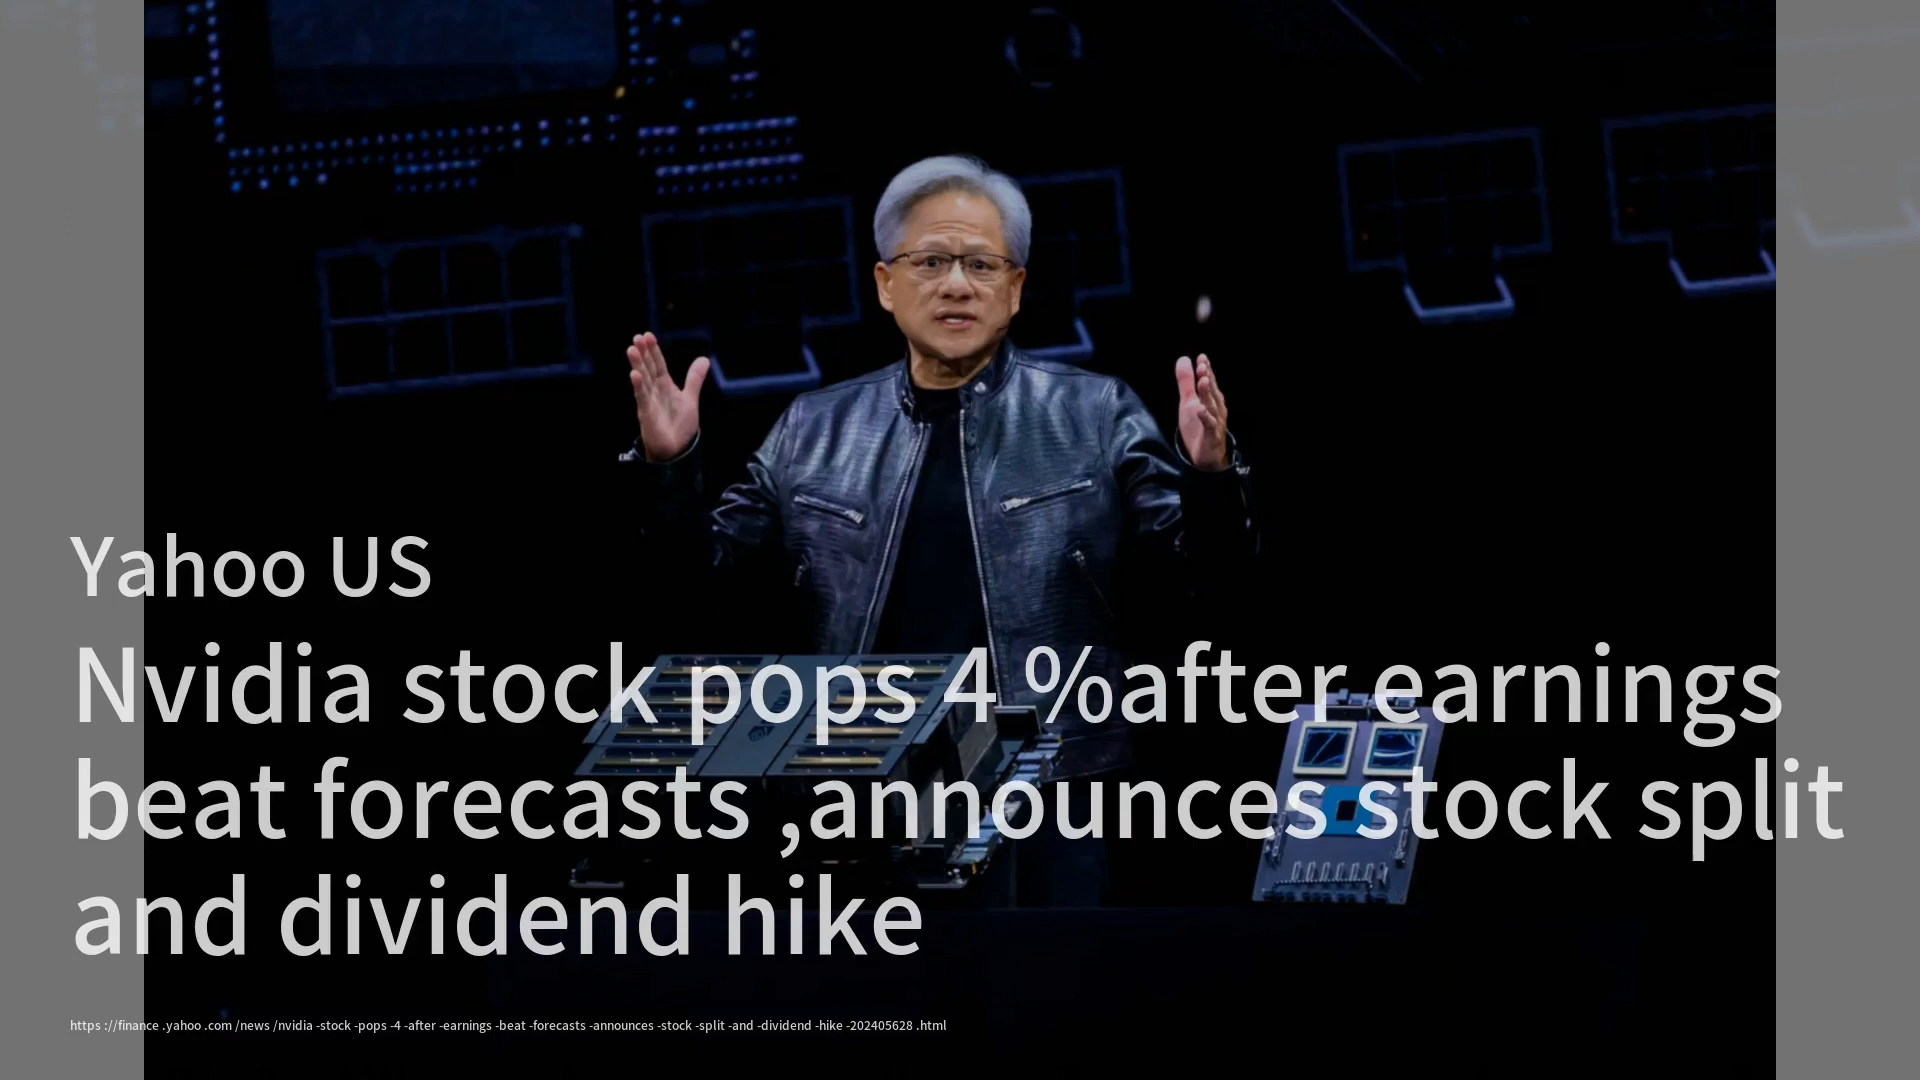 Yahoo US
Nvidia stock pops 4 %after earnings
beat forecasts ,announces stock split
and dividend hike
https ://finance .yahoo .com /news /nvidia -stock -pops -4 -after -earnings -beat -forecasts -announces -stock -split -and -dividend -hike -202405628 .html